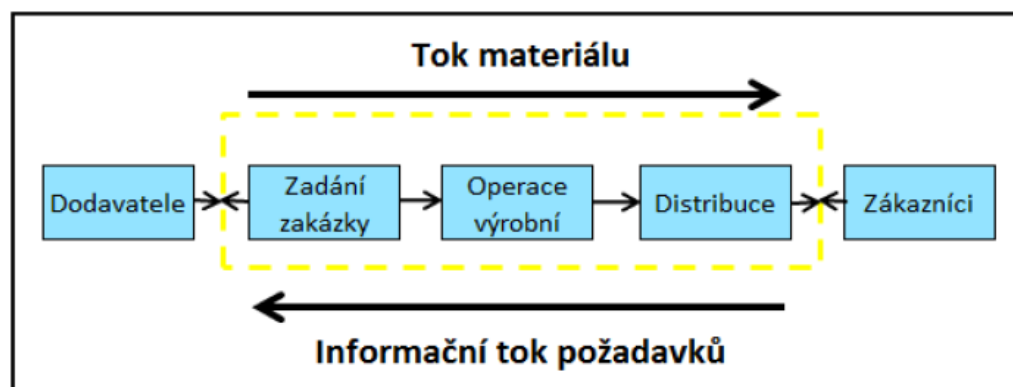 Tok materiálu
Dodavatele
Zadání
zakázky
Operace
výrobní
Distribuce
Zákazníci
Informační tok požadavků